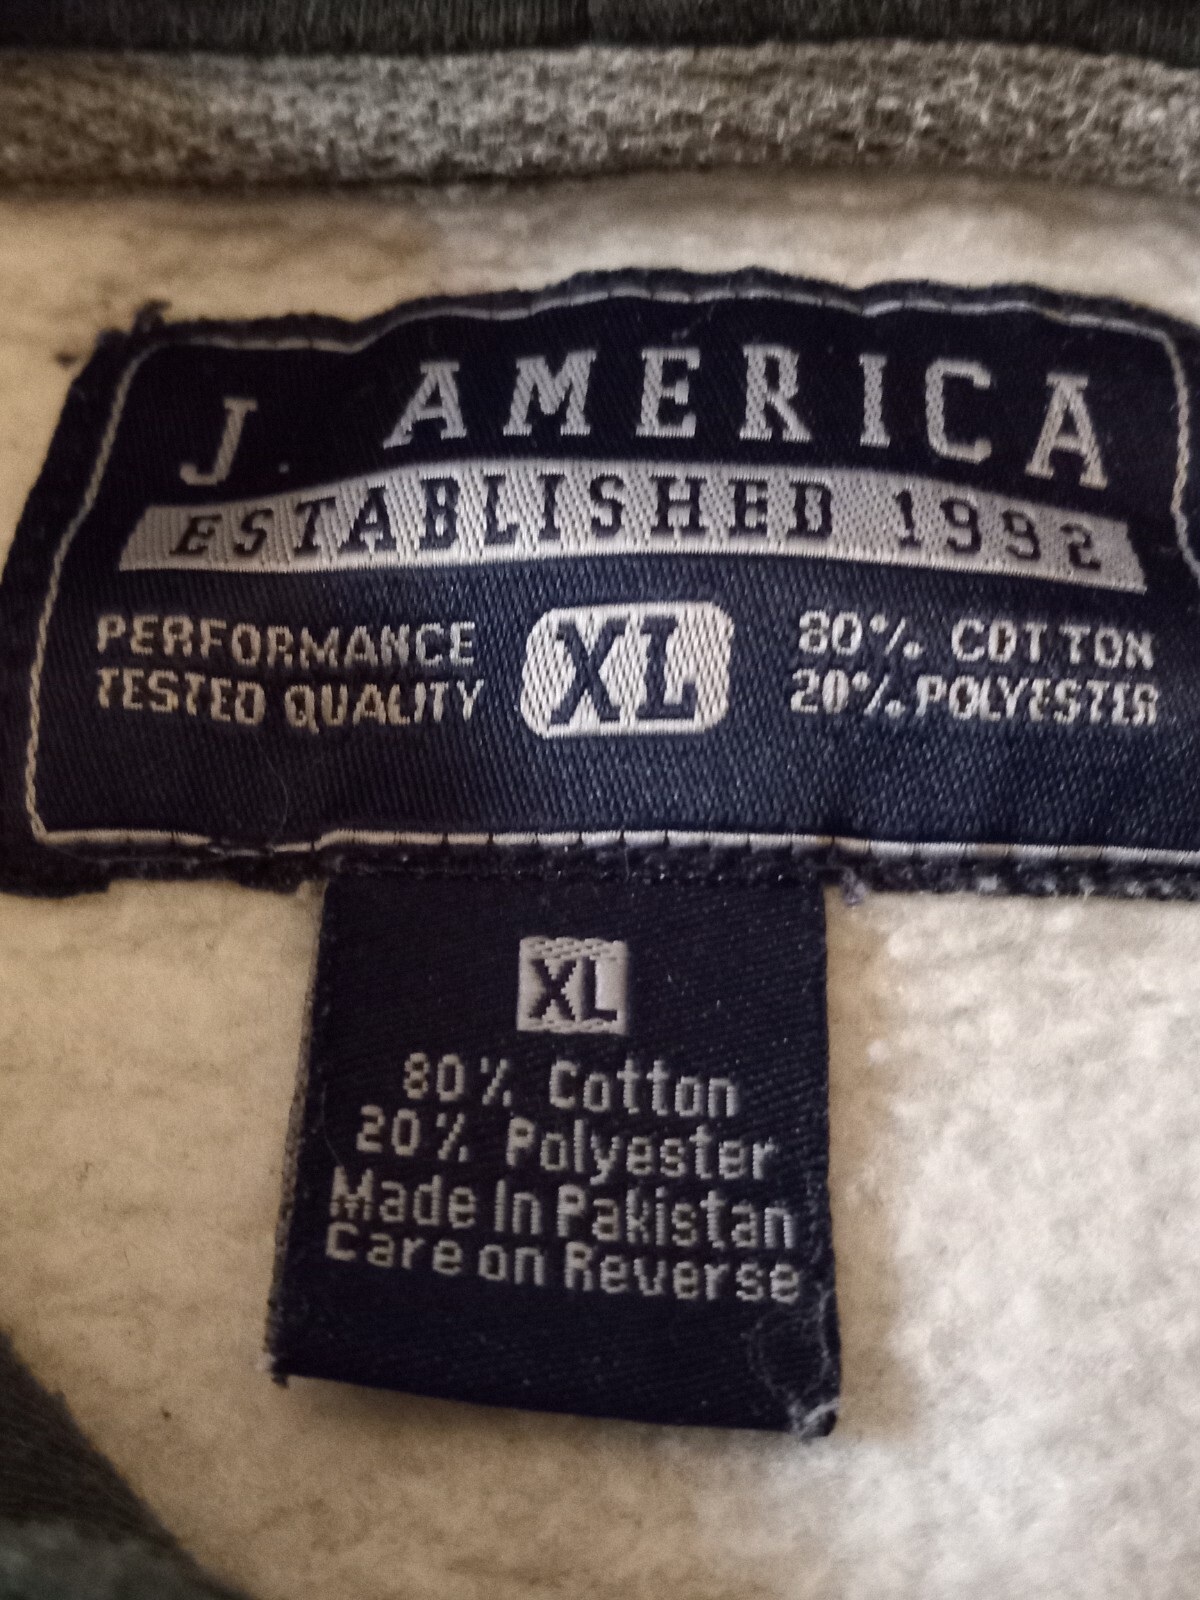 J. AMERICA
ESTABLISHED 1992
PERFORMANCE
TESTED QUALITY
XL
80% COTTON
20% POLYESTER
XL
80% Cotton
20% Polyester
Made In Pakistan
Care on Reverse